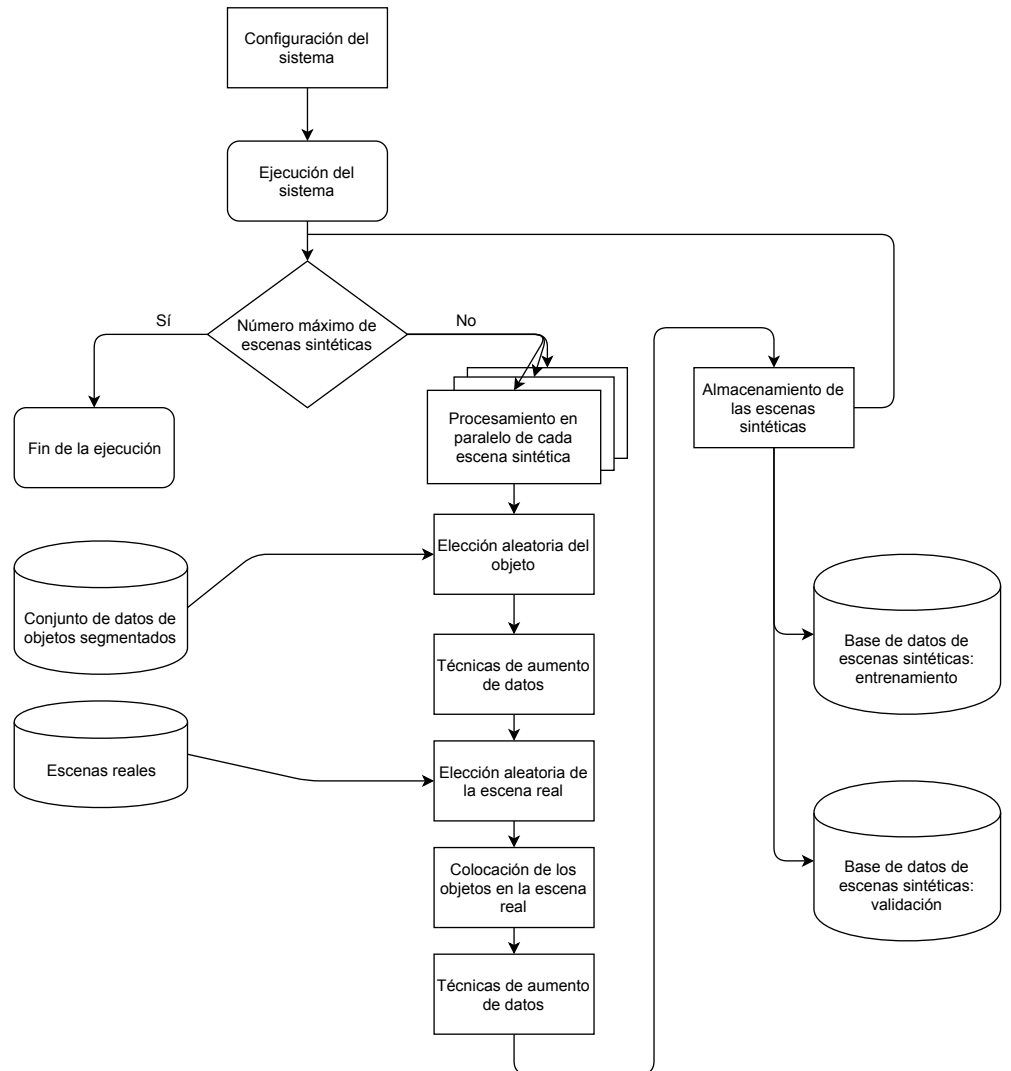 Configuración del
sistema
Ejecución del
sistema
Sí
Número máximo de
escenas sintéticas
No
Fin de la ejecución
Procesamiento en
paralelo de cada
escena sintética
Almacenamiento de
las escenas
sintéticas
Elección aleatoria del
objeto
Conjunto de datos de
objetos segmentados
Técnicas de aumento
de datos
Base de datos de
escenas sintéticas:
entrenamiento
Escenas reales
Elección aleatoria de
la escena real
Colocación de los
objetos en la escena
real
Base de datos de
escenas sintéticas:
validación
Técnicas de aumento
de datos